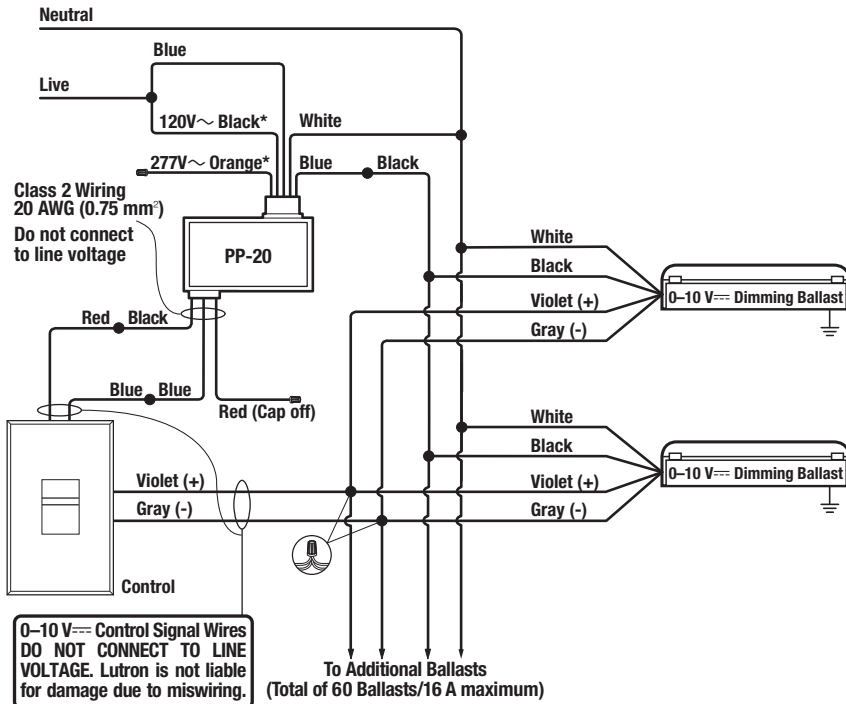 Neutral
Blue
Live
120V∼ Black*
White
277V∼ Orange*
Blue
Black
Class 2 Wiring
20 AWG (0.75 mm²)
Do not connect
to line voltage
PP-20
White
Black
Violet (+)
Gray (-)
0–10 V⎓ Dimming Ballast
Red
Black
Blue
Blue
Red (Cap off)
White
Black
Violet (+)
Gray (-)
0–10 V⎓ Dimming Ballast
Violet (+)
Gray (-)
Control
0–10 V⎓ Control Signal Wires
DO NOT CONNECT TO LINE
VOLTAGE. Lutron is not liable
for damage due to miswiring.
To Additional Ballasts
(Total of 60 Ballasts/16 A maximum)